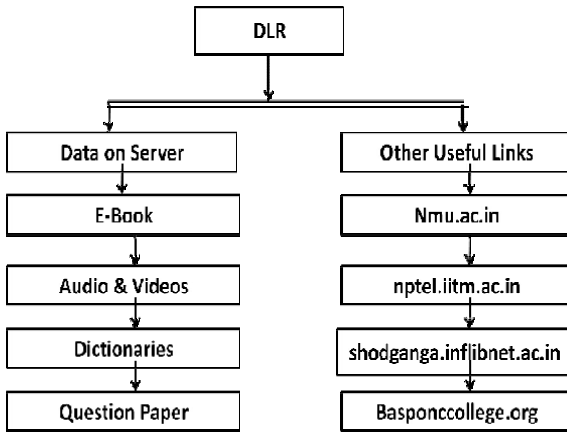 DLR
Data on Server
Other Useful Links
E-Book
Nmu.ac.in
Audio & Videos
nptel.iitm.ac.in
Dictionaries
shodganga.inflibnet.ac.in
Question Paper
Basponccollege.org